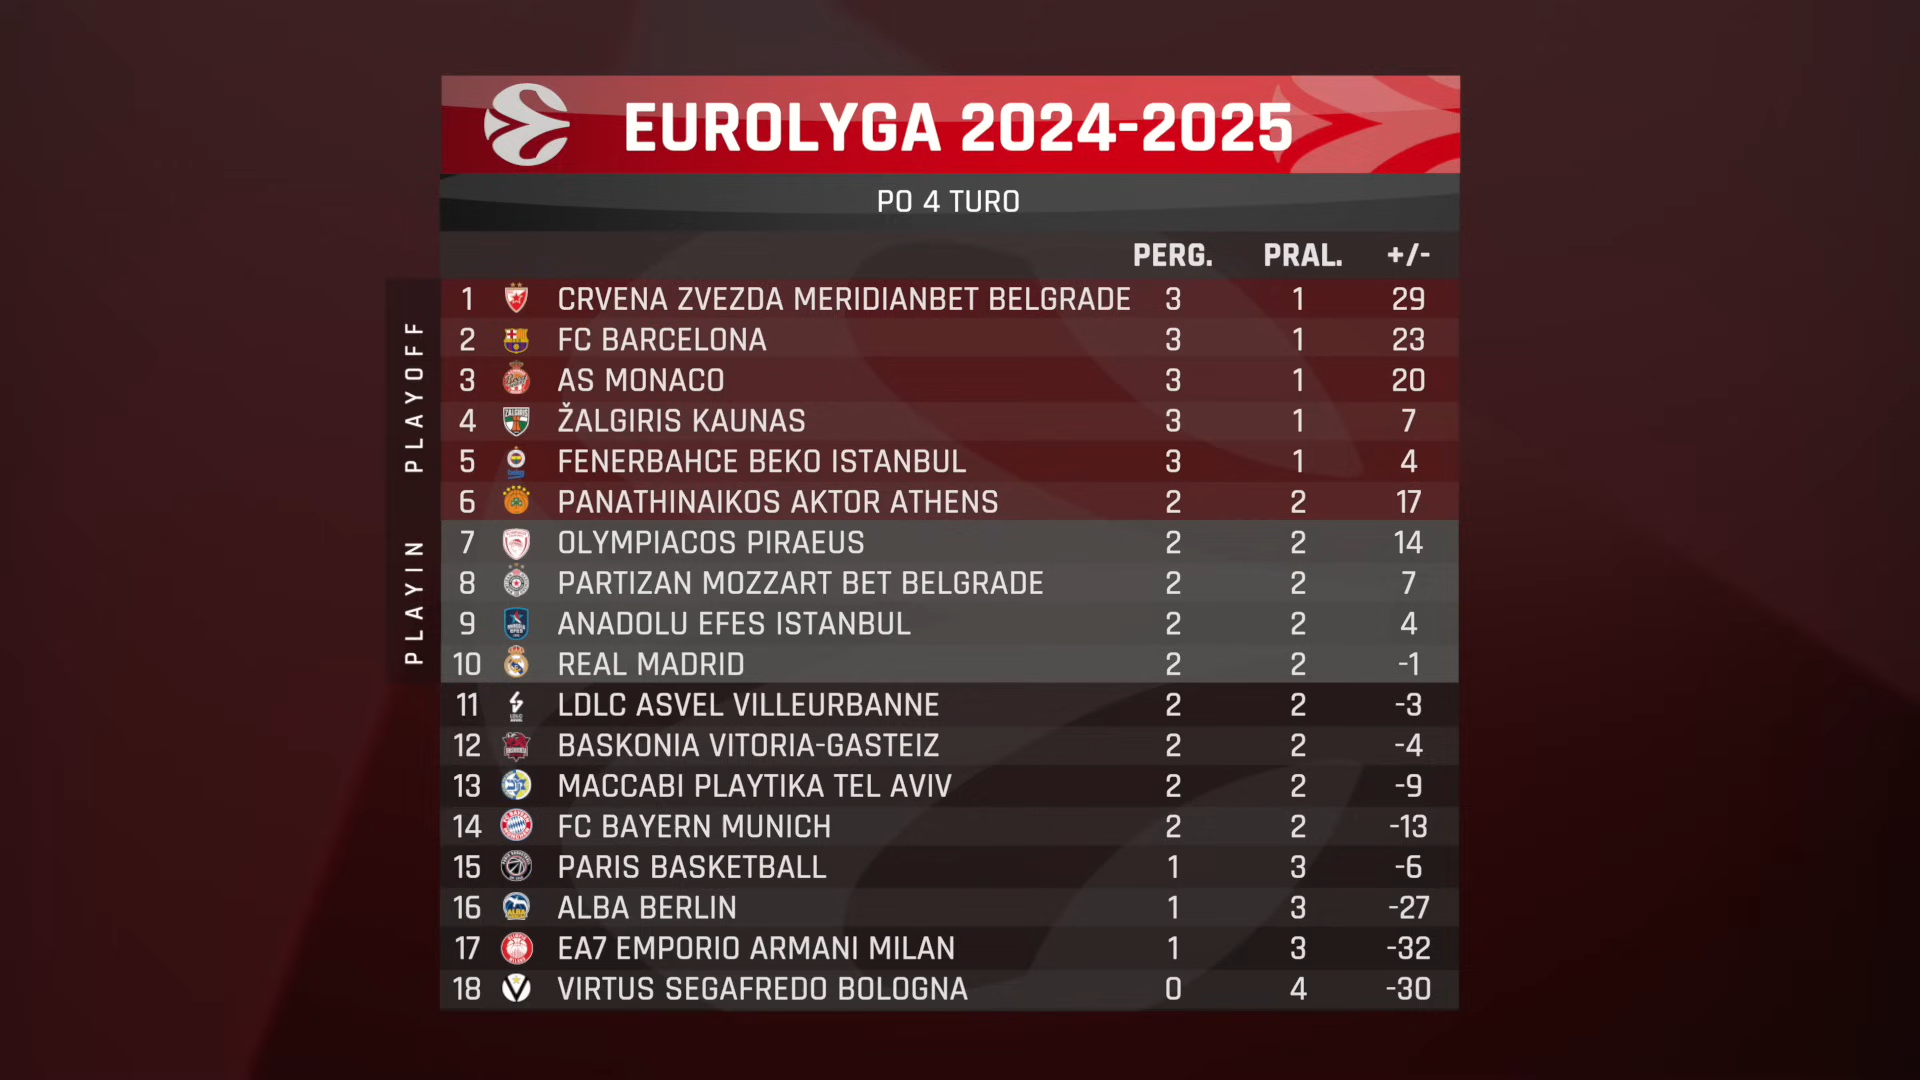 EUROLYGA 2024-2025
PO 4 TURO
PERG. PRAL. +/-
PLAYOFF
1 CRVENA ZVEZDA MERIDIANBET BELGRADE 3 1 29
2 FC BARCELONA 3 1 23
3 AS MONACO 3 1 20
4 ŽALGIRIS KAUNAS 3 1 7
5 FENERBAHCE BEKO ISTANBUL 3 1 4
6 PANATHINAIKOS AKTOR ATHENS 2 2 17
PLAYIN
7 OLYMPIACOS PIRAEUS 2 2 14
8 PARTIZAN MOZZART BET BELGRADE 2 2 7
9 ANADOLU EFES ISTANBUL 2 2 4
10 REAL MADRID 2 2 -1
11 LDLC ASVEL VILLEURBANNE 2 2 -3
12 BASKONIA VITORIA-GASTEIZ 2 2 -4
13 MACCABI PLAYTIKA TEL AVIV 2 2 -9
14 FC BAYERN MUNICH 2 2 -13
15 PARIS BASKETBALL 1 3 -6
16 ALBA BERLIN 1 3 -27
17 EA7 EMPORIO ARMANI MILAN 1 3 -32
18 VIRTUS SEGAFREDO BOLOGNA 0 4 -30